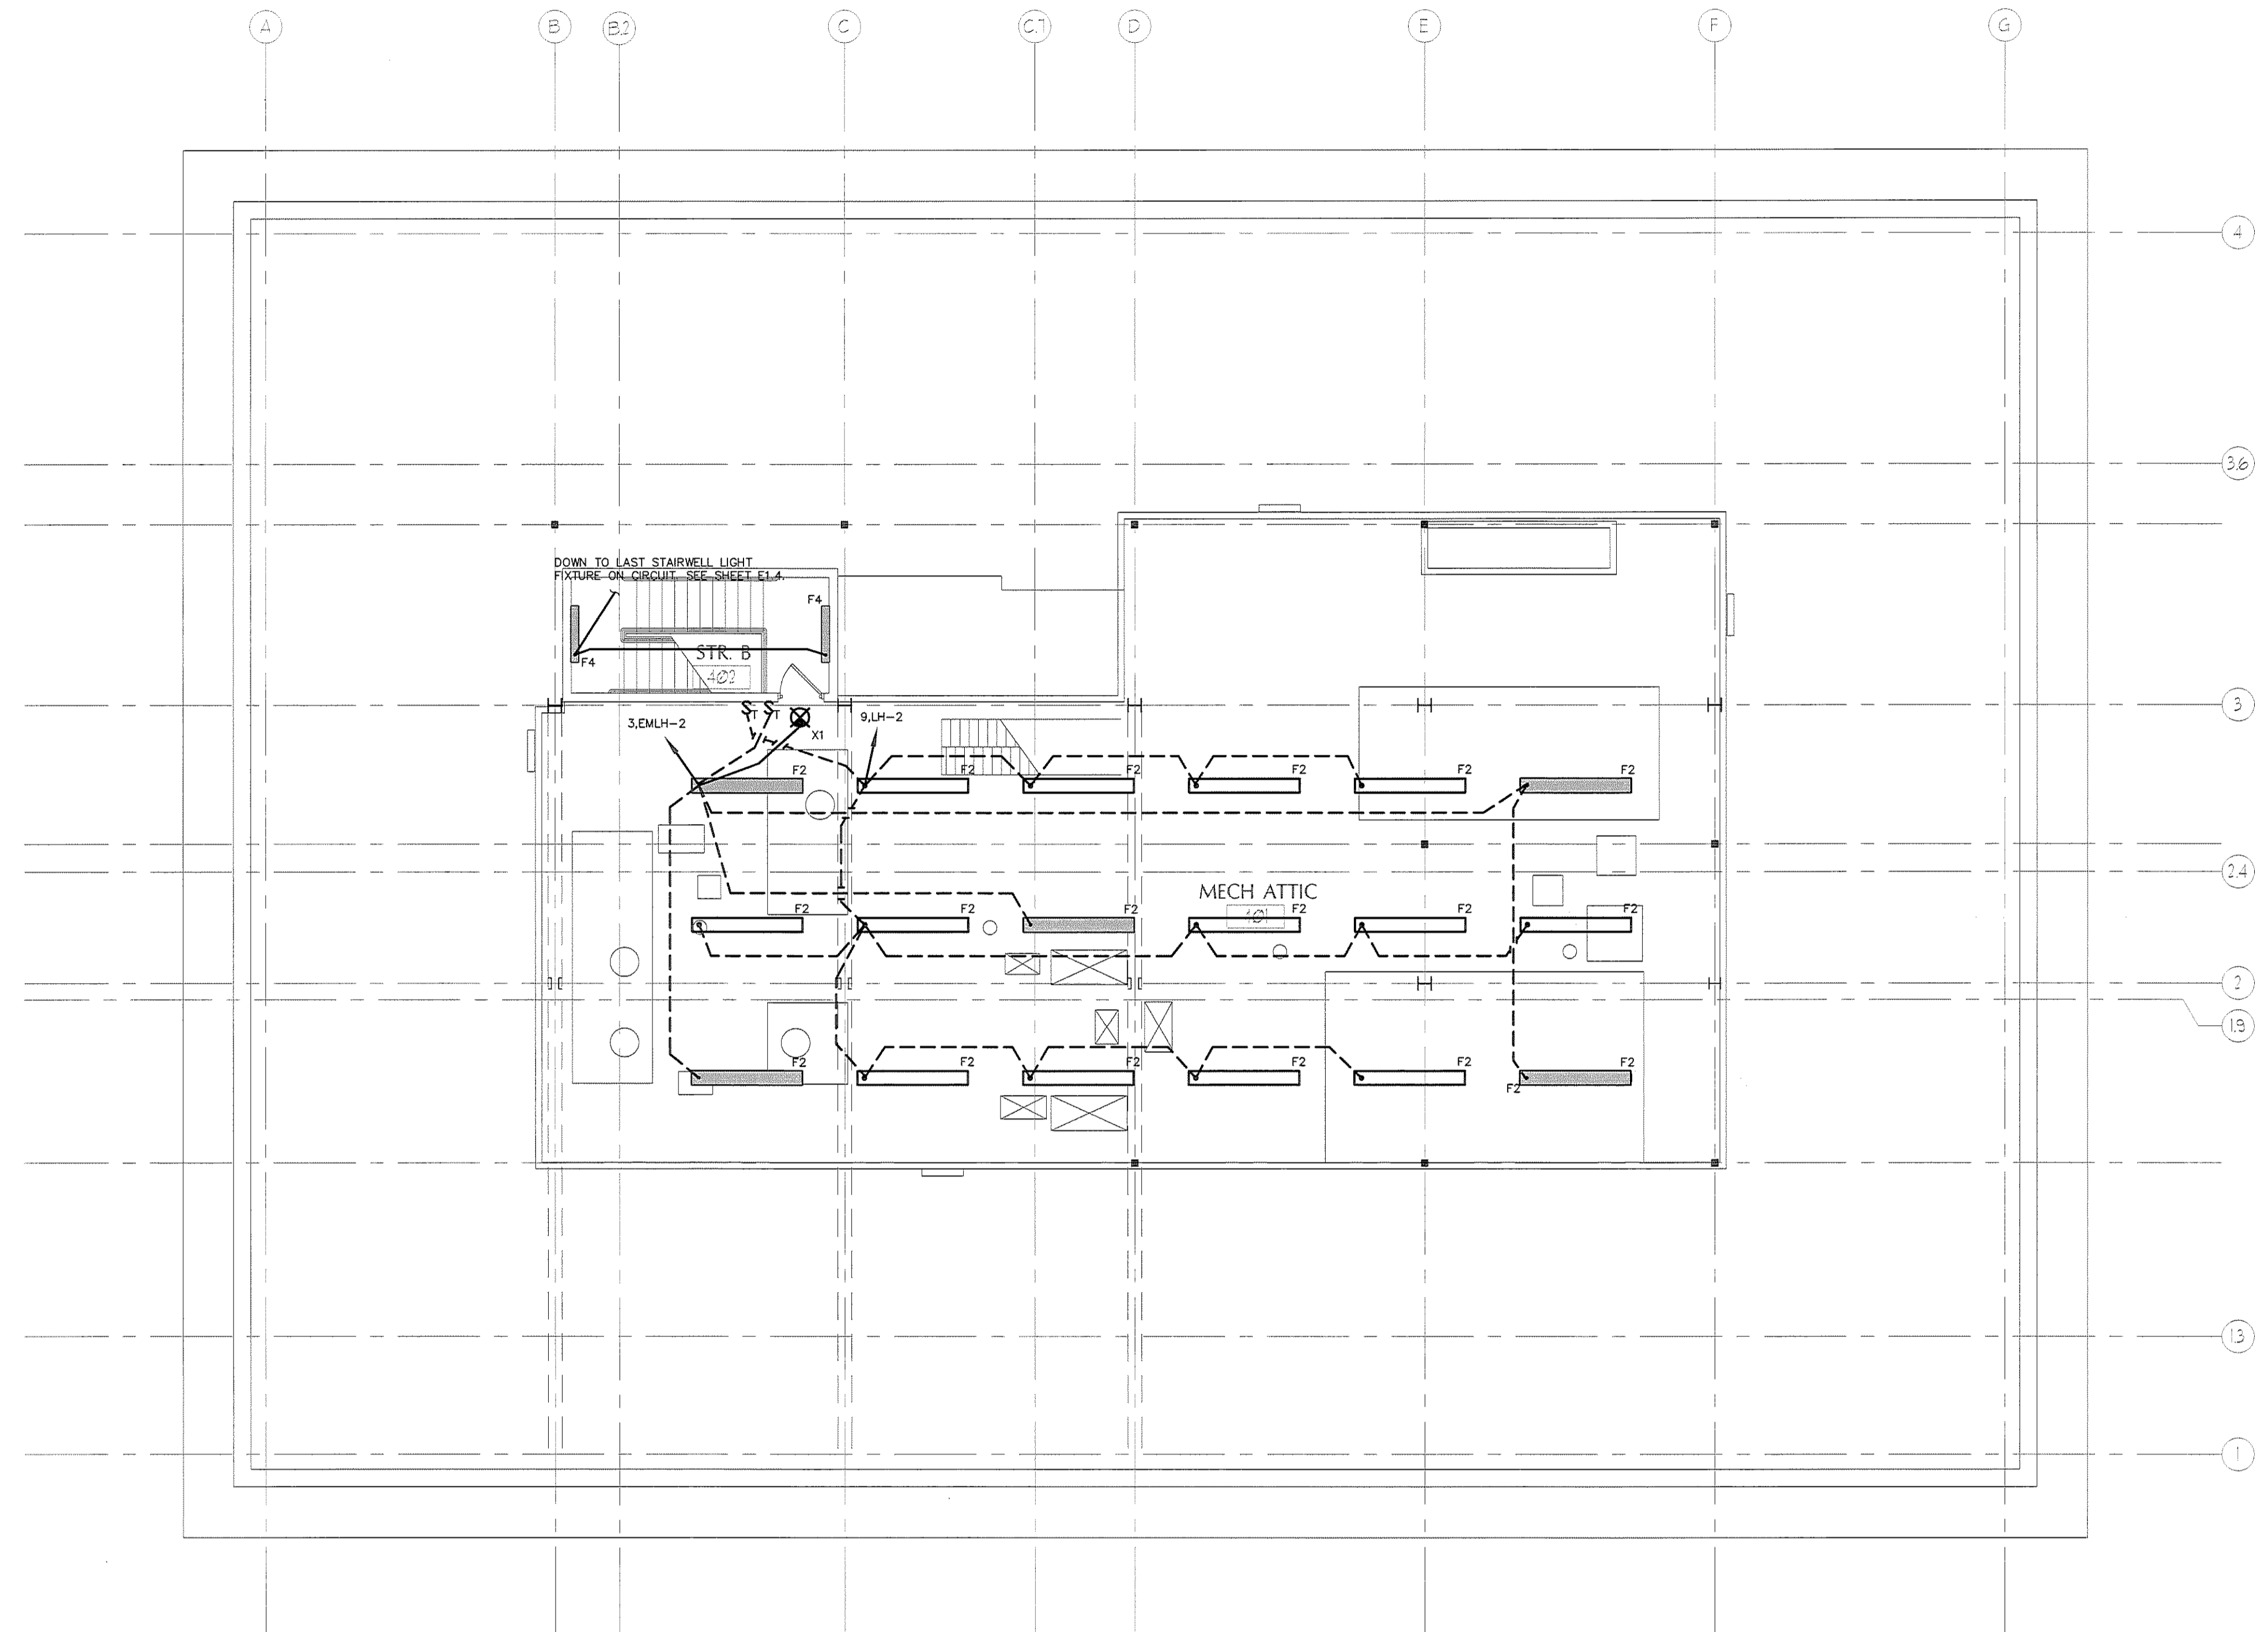 A B B.2 C C.7 D E F G
4
3.6
DOWN TO LAST STAIRWELL LIGHT
FIXTURE ON CIRCUIT. SEE SHEET E1.4.
F4
STR. B
F4
402
3
3,EMLH-2 ST ST X1 9,LH-2
F2 F2 F2 F2 F2 F2
2.4
MECH ATTIC
401
F2 F2 F2 F2 F2 F2
2
1.9
F2 F2 F2 F2 F2 F2
F2
1.3
1